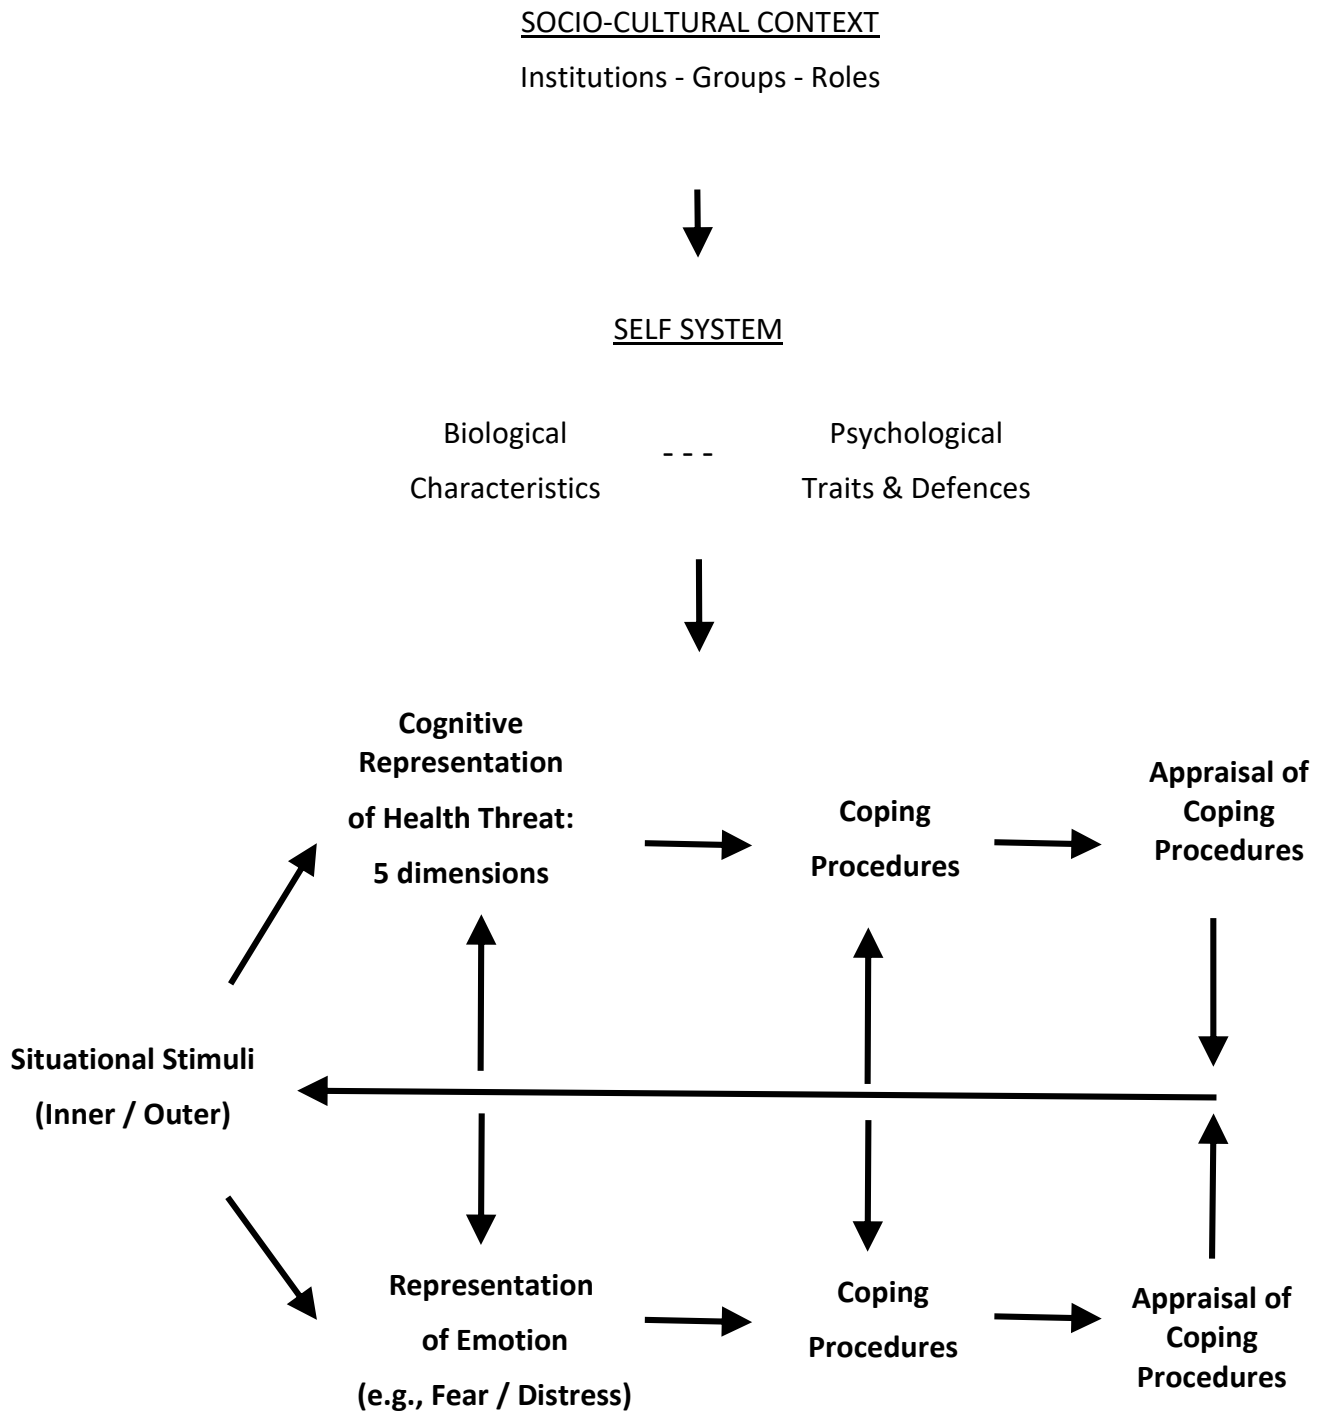 SOCIO-CULTURAL CONTEXT
Institutions - Groups - Roles
SELF SYSTEM
Biological
Characteristics
- - -
Psychological
Traits & Defences
Cognitive
Representation
of Health Threat:
5 dimensions
Coping
Procedures
Appraisal of
Coping
Procedures
Situational Stimuli
(Inner / Outer)
Representation
of Emotion
(e.g., Fear / Distress)
Coping
Procedures
Appraisal of
Coping
Procedures